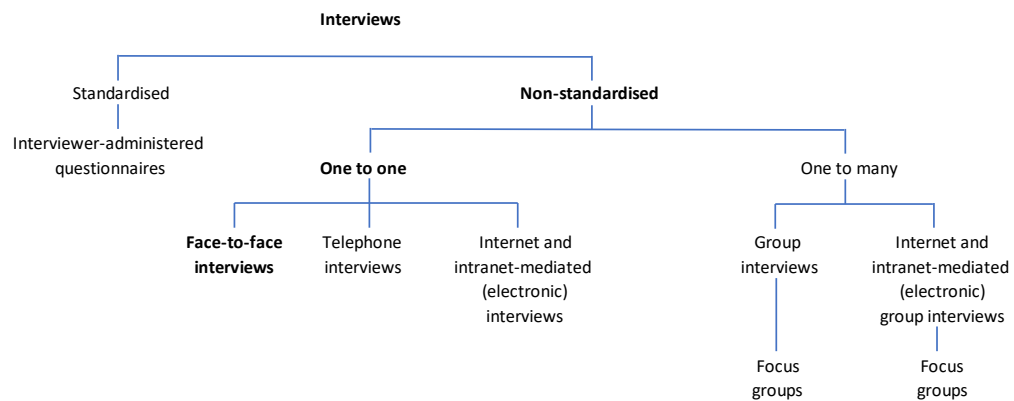 Interviews
Standardised
Non-standardised
Interviewer-administered
questionnaires
One to one
One to many
Face-to-face
interviews
Telephone
interviews
Internet and
intranet-mediated
(electronic)
interviews
Group
interviews
Internet and
intranet-mediated
(electronic)
group interviews
Focus
groups
Focus
groups